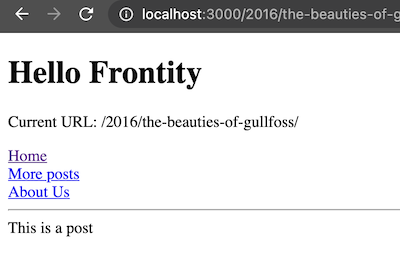 localhost:3000/2016/the-beauties-of-g
Hello Frontity
Current URL: /2016/the-beauties-of-gullfoss/
Home
More posts
About Us
This is a post